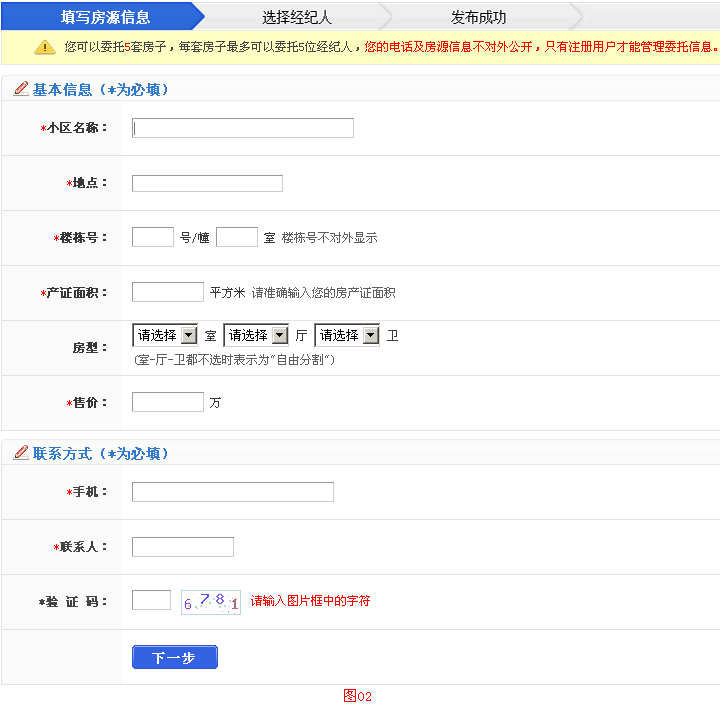 填写房源信息 选择经纪人 发布成功
您可以委托5套房子，每套房子最多可以委托5位经纪人，您的电话及房源信息不对外公开，只有注册用户才能管理委托信息。
基本信息（*为必填）
*小区名称：
*地点：
*楼栋号： 号/幢 室 楼栋号不对外显示
*产证面积： 平方米 请准确输入您的房产证面积
房型： 请选择 室 请选择 厅 请选择 卫
(室-厅-卫都不选时表示为“自由分割”)
*售价： 万
联系方式（*为必填）
*手机：
*联系人：
*验 证 码： 6781 请输入图片框中的字符
下一步
图02